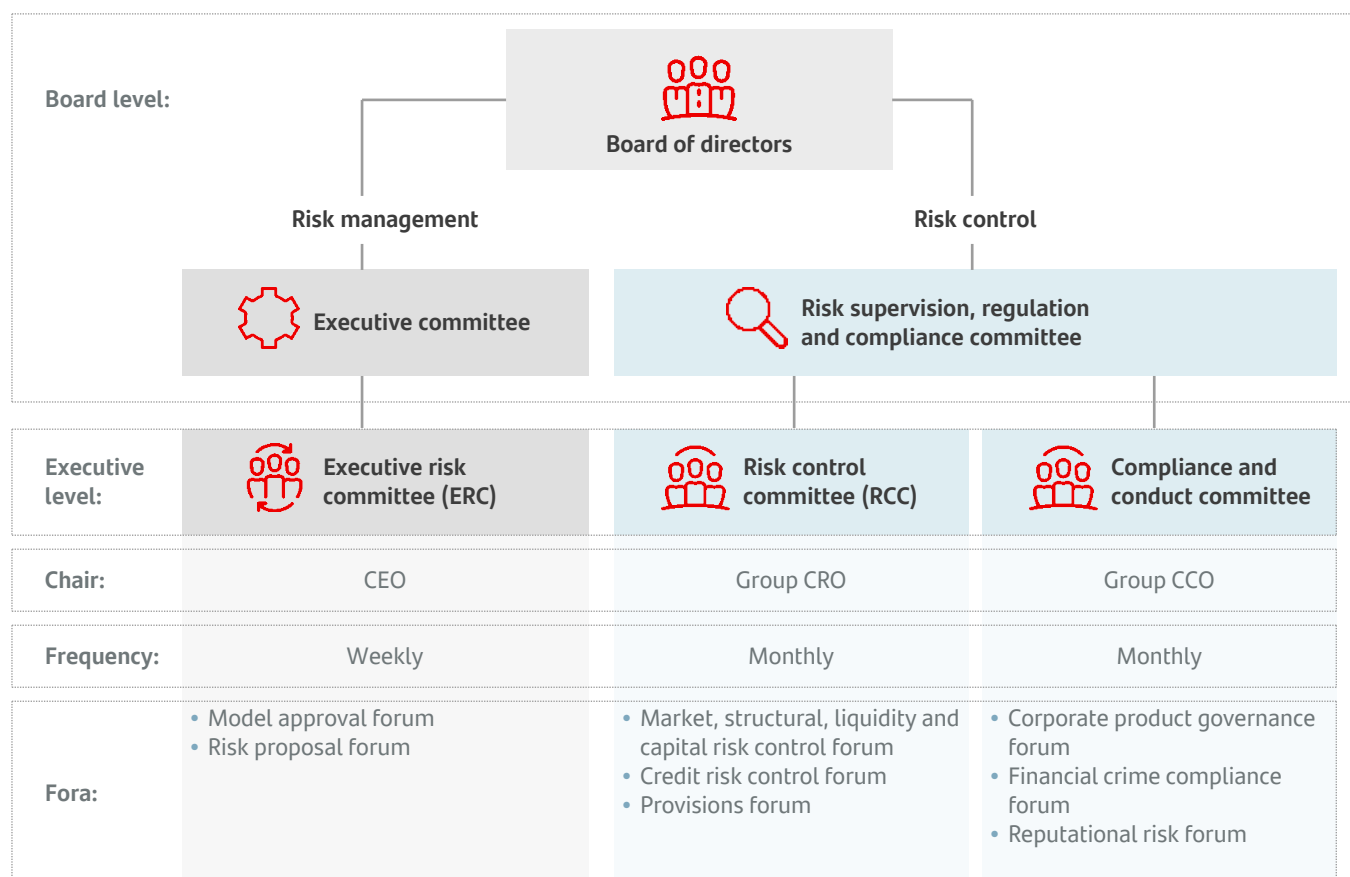 Board level:
Board of directors
Risk management
Risk control
Executive committee
Risk supervision, regulation
and compliance committee
Executive
level:
Executive risk
committee (ERC)
Risk control
committee (RCC)
Compliance and
conduct committee
Chair:
CEO
Group CRO
Group CCO
Frequency:
Weekly
Monthly
Monthly
Fora:
• Model approval forum
• Risk proposal forum
• Market, structural, liquidity and
capital risk control forum
• Credit risk control forum
• Provisions forum
• Corporate product governance
forum
• Financial crime compliance
forum
• Reputational risk forum